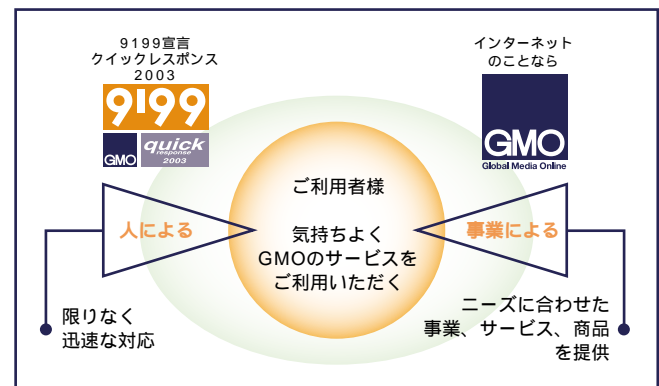 9199宣言
クイックレスポンス
2003
9199
GMO
quick
response
2003
インターネット
のことなら
GMO
Global Media Online
人による
ご利用者様
気持ちよく
GMOのサービスを
ご利用いただく
事業による
限りなく
迅速な対応
ニーズに合わせた
事業、サービス、商品
を提供